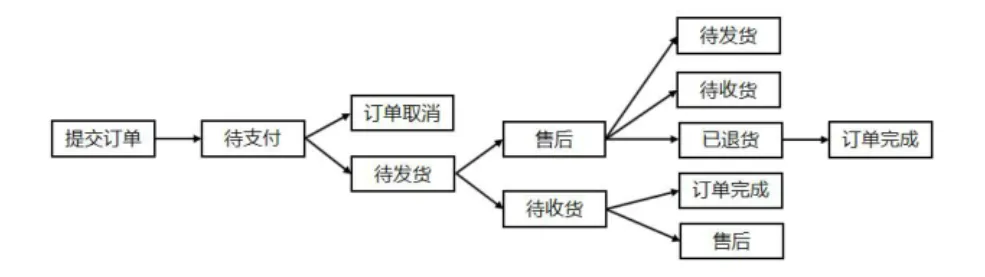 提交订单
待支付
订单取消
待发货
售后
待收货
待发货
待收货
已退货
订单完成
订单完成
售后